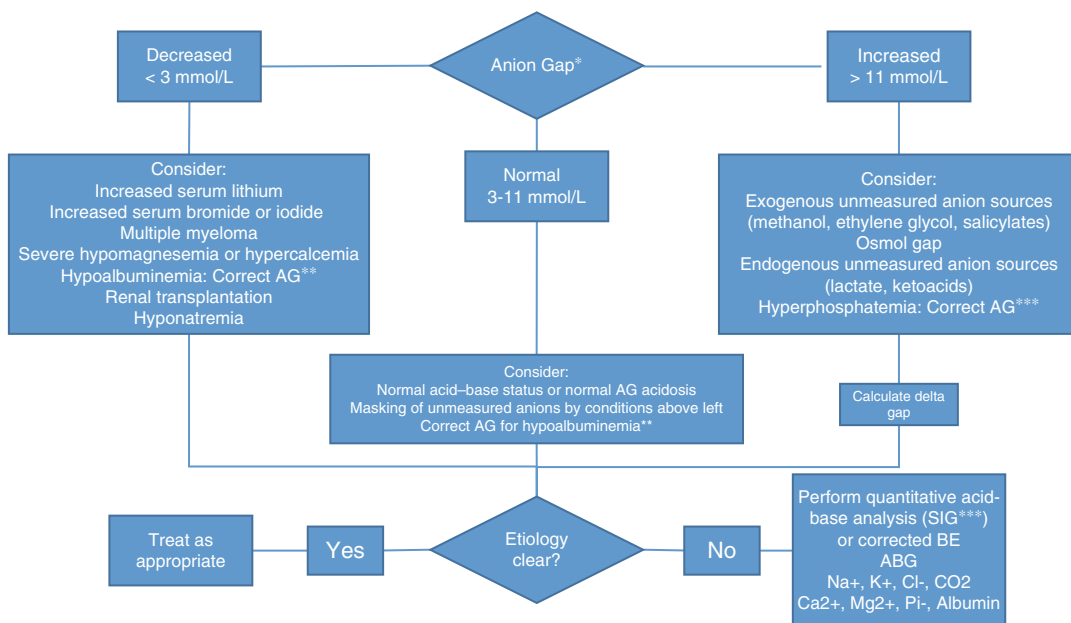 Decreased
< 3 mmol/L
Anion Gap*
Increased
> 11 mmol/L
Consider:
Increased serum lithium
Increased serum bromide or iodide
Multiple myeloma
Severe hypomagnesemia or hypercalcemia
Hypoalbuminemia: Correct AG**
Renal transplantation
Hyponatremia
Normal
3-11 mmol/L
Consider:
Exogenous unmeasured anion sources
(methanol, ethylene glycol, salicylates)
Osmol gap
Endogenous unmeasured anion sources
(lactate, ketoacids)
Hyperphosphatemia: Correct AG***
Consider:
Normal acid–base status or normal AG acidosis
Masking of unmeasured anions by conditions above left
Correct AG for hypoalbuminemia**
Calculate delta
gap
Treat as
appropriate
Yes
Etiology
clear?
No
Perform quantitative acid-
base analysis (SIG***)
or corrected BE
ABG
Na+, K+, Cl-, CO2
Ca2+, Mg2+, Pi-, Albumin